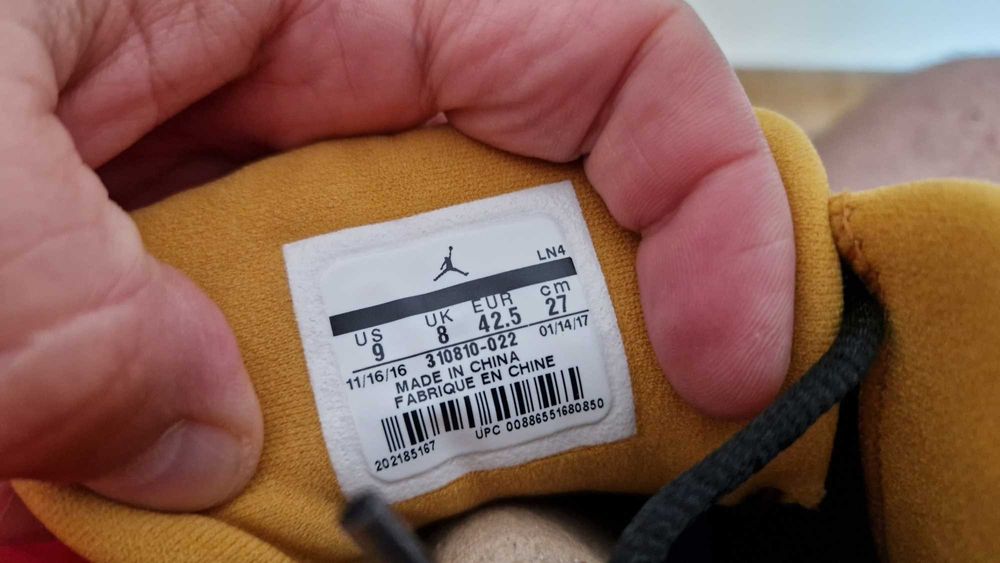 LN4
US UK EUR cm
9 8 42.5 27
11/16/16 310810-022 01/14/17
MADE IN CHINA
FABRIQUE EN CHINE
202185167 UPC 00886551680850